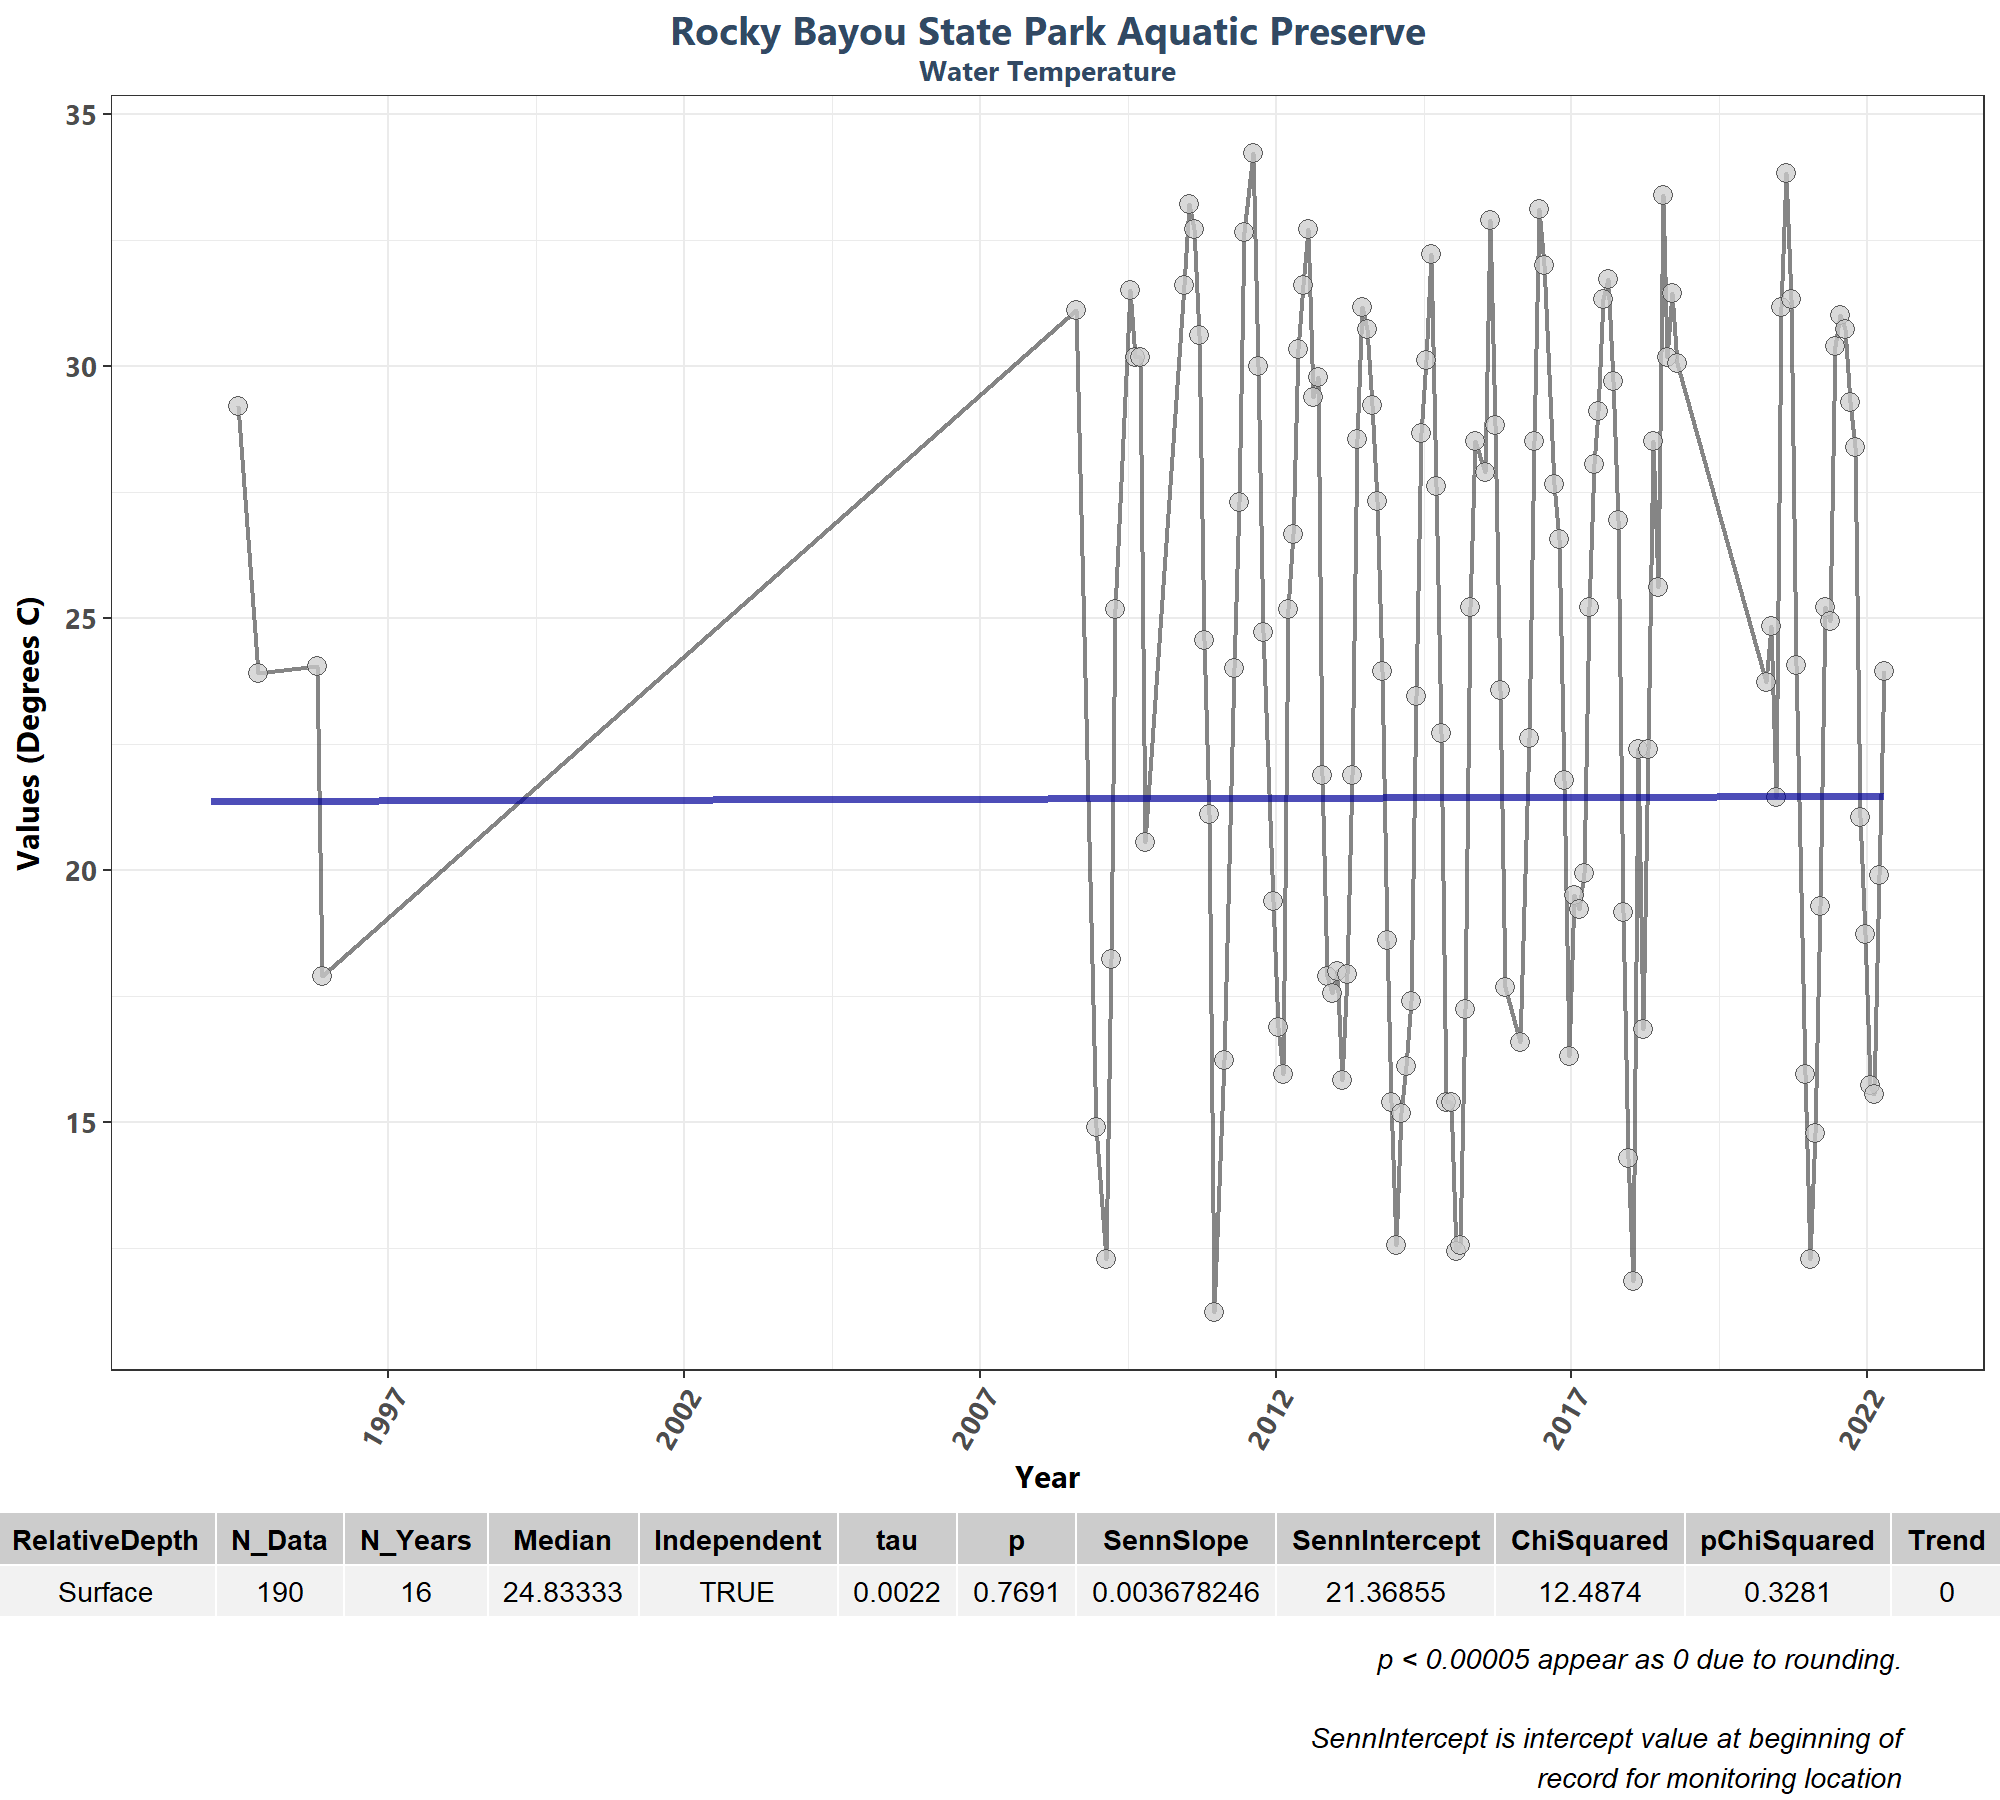 Rocky Bayou State Park Aquatic Preserve
Water Temperature
Values (Degrees C)
35
30
25
20
15
1997
2002
2007
2012
2017
2022
Year
RelativeDepth N_Data N_Years Median Independent tau p SennSlope SennIntercept ChiSquared pChiSquared Trend
Surface 190 16 24.83333 TRUE 0.0022 0.7691 0.003678246 21.36855 12.4874 0.3281 0
p < 0.00005 appear as 0 due to rounding.
SennIntercept is intercept value at beginning of
record for monitoring location